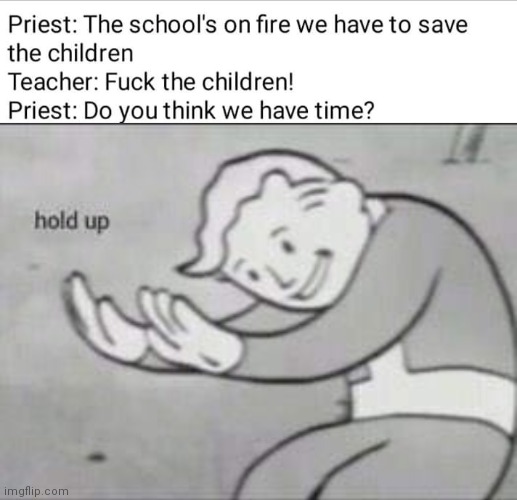 Priest: The school's on fire we have to save
the children
Teacher: Fuck the children!
Priest: Do you think we have time?
hold up
imgflip.com